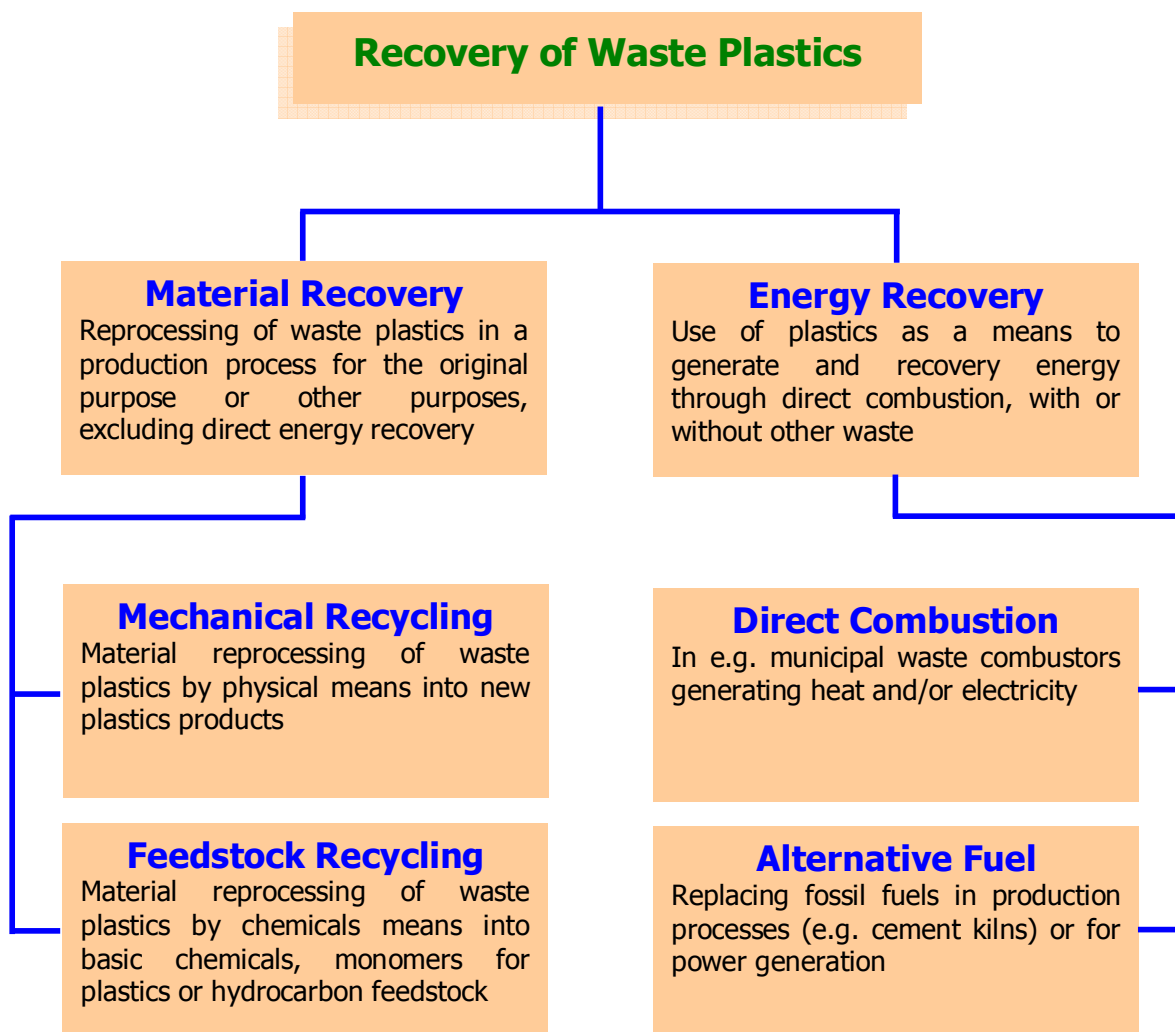 Recovery of Waste Plastics
Material Recovery
Reprocessing of waste plastics in a
production process for the original
purpose or other purposes,
excluding direct energy recovery
Energy Recovery
Use of plastics as a means to
generate and recovery energy
through direct combustion, with or
without other waste
Mechanical Recycling
Material reprocessing of waste
plastics by physical means into new
plastics products
Direct Combustion
In e.g. municipal waste combustors
generating heat and/or electricity
Feedstock Recycling
Material reprocessing of waste
plastics by chemicals means into
basic chemicals, monomers for
plastics or hydrocarbon feedstock
Alternative Fuel
Replacing fossil fuels in production
processes (e.g. cement kilns) or for
power generation